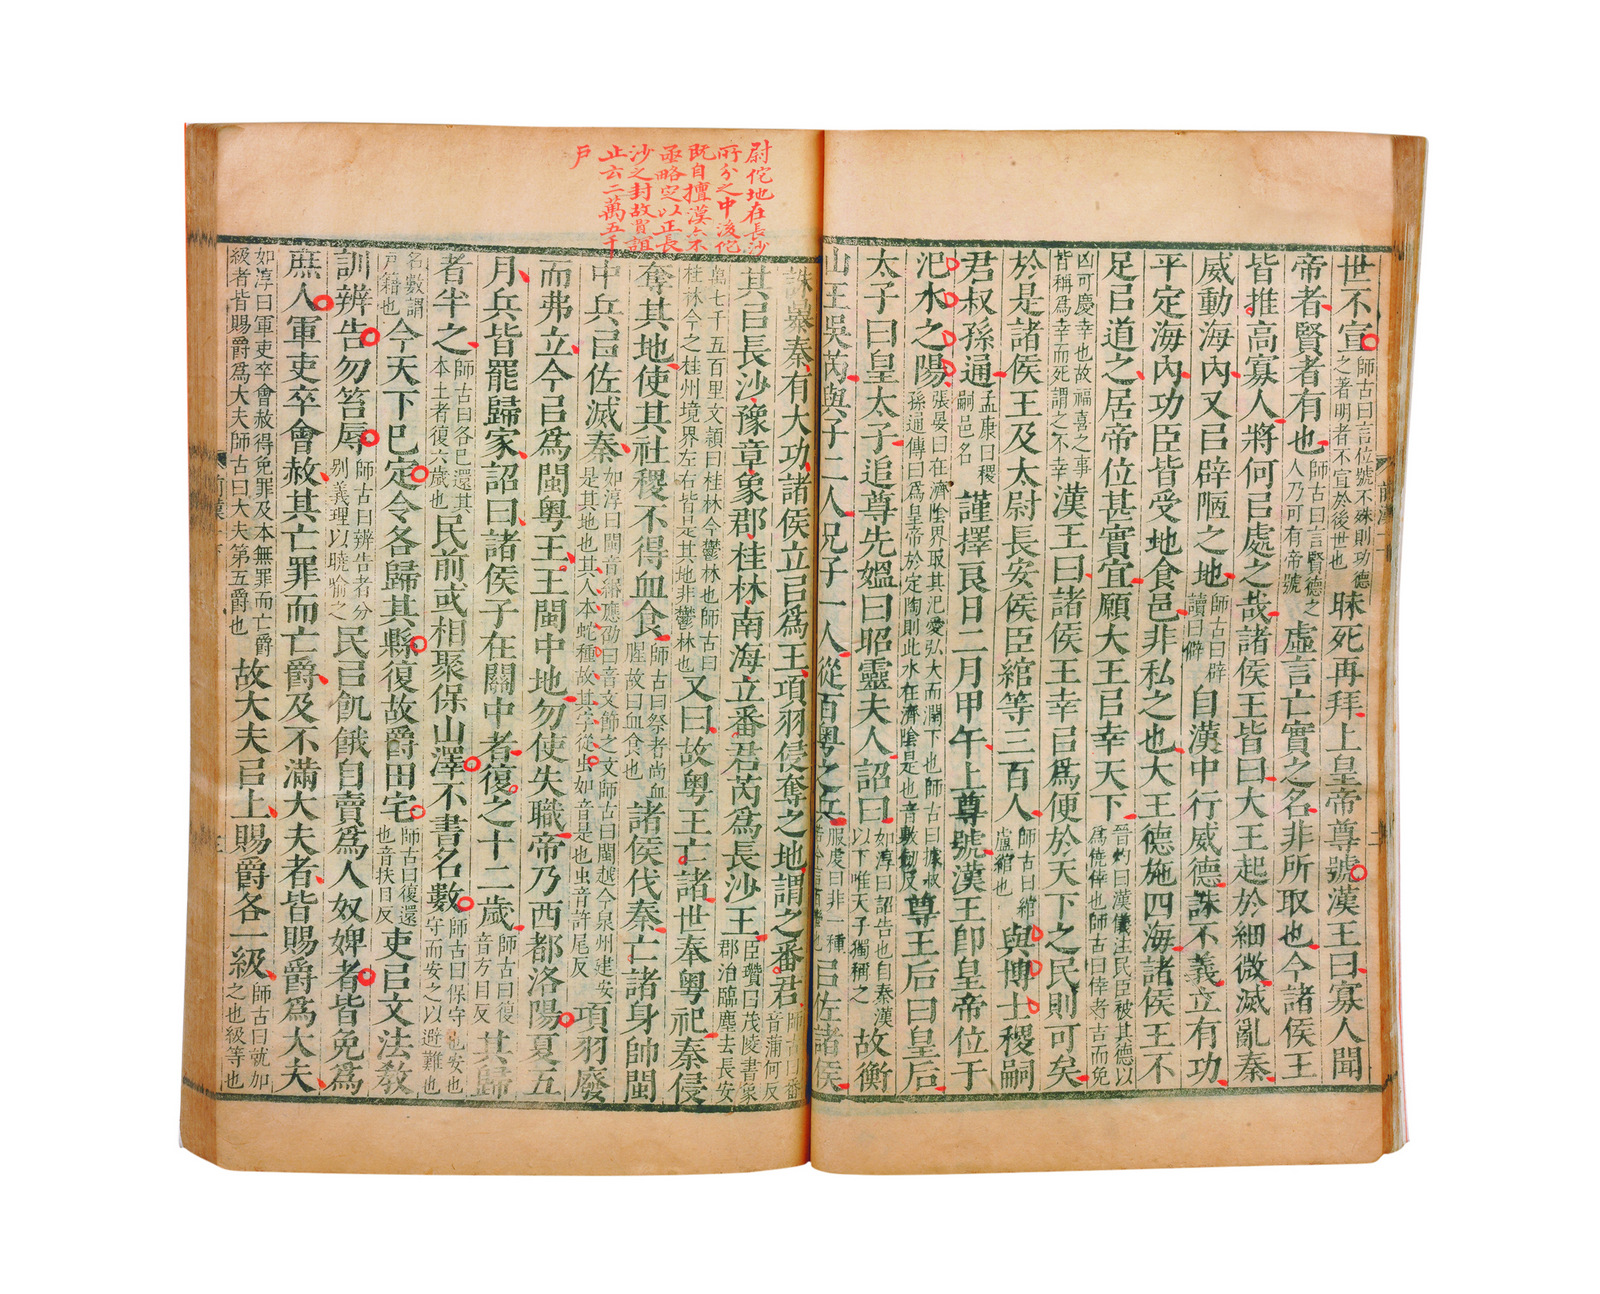 尉佗地在長沙
所分之中後佗
既自擅漢亦不
亟略定以正長
沙之封故賈誼
止云二萬五千
戶
世不宣師古曰言位號不殊則功德之著明者不宣於後世也昧死再拜上皇帝尊號漢王曰寡人聞
帝者賢者有也師古曰言賢德之人乃可有帝號虛言亡實之名非所取也今諸侯王
皆推高寡人將何㠯處之哉諸侯王皆曰大王起於細微滅亂秦
威動海內又㠯辟陋之地師古曰辟讀曰僻自漢中行威德誅不義立有功
平定海內功臣皆受地食邑非私之也大王德施四海諸侯王不
足㠯道之居帝位甚實宜願大王㠯幸天下晉灼曰漢儀注民臣被其德以為僥倖也師古曰倖者吉而免
凶可慶幸也故福喜之事皆稱為幸而死謂之不幸漢王曰諸侯王幸㠯為便於天下之民則可矣
於是諸侯王及太尉長安侯臣綰等三百人師古曰綰盧綰也與博士稷嗣
君叔孫通孟康曰稷嗣邑名謹擇良日二月甲午上尊號漢王即皇帝位于
汜水之陽張晏曰在濟陰界取其汜愛弘大而潤下也師古曰據叔孫通傳曰為皇帝於定陶則此水在濟陰是也音敷劒反尊王后曰皇后
太子曰皇太子追尊先媼曰昭靈夫人詔曰如淳曰詔告也自秦漢以下唯天子獨稱之故衡
山王吳芮與子二人兄子一人從百粵之兵服虔曰非一種若今言百蠻也㠯佐諸侯
誅暴秦有大功諸侯立㠯為王項羽侵奪之地謂之番君師古曰番音蒲何反
其㠯長沙豫章象郡桂林南海立番君芮為長沙王臣瓚曰茂陵書象郡治臨塵去長安
萬七千五百里文穎曰桂林今鬱林也師古曰桂林今之桂州境界左右皆是其地非鬱林也又曰故粵王亡諸世奉粵祀秦侵
奪其地使其社稷不得血食師古曰祭者尚血腥故曰血食也諸侯伐秦亡諸身帥閩
中兵㠯佐滅秦如淳曰閩音緡應劭曰音文飾之文師古曰閩越今泉州建安是其地也其人本蛇種故其字從虫如音是也虫音許尾反項羽廢
而弗立今㠯為閩粵王王閩中地勿使失職帝乃西都洛陽夏五
月兵皆罷歸家詔曰諸侯子在關中者復之十二歲師古曰復音方目反其歸
者半之師古曰各已還其本土者復六歲也民前或相聚保山澤不書名數師古曰保守也安也守而安之以避難也
名數謂戶籍也今天下已定令各歸其縣復故爵田宅師古曰復還也音扶目反吏㠯文法教
訓辨告勿笞辱師古曰辨告者分別義理以曉喻之民㠯飢餓自賣為人奴婢者皆免為
庶人軍吏卒會赦其亡罪而亡爵及不滿大夫者皆賜爵為大夫
如淳曰軍吏卒會赦得免罪及本無罪而亡爵級者皆賜爵為大夫師古曰大夫第五爵也故大夫㠯上賜爵各一級師古曰就加之也級等也